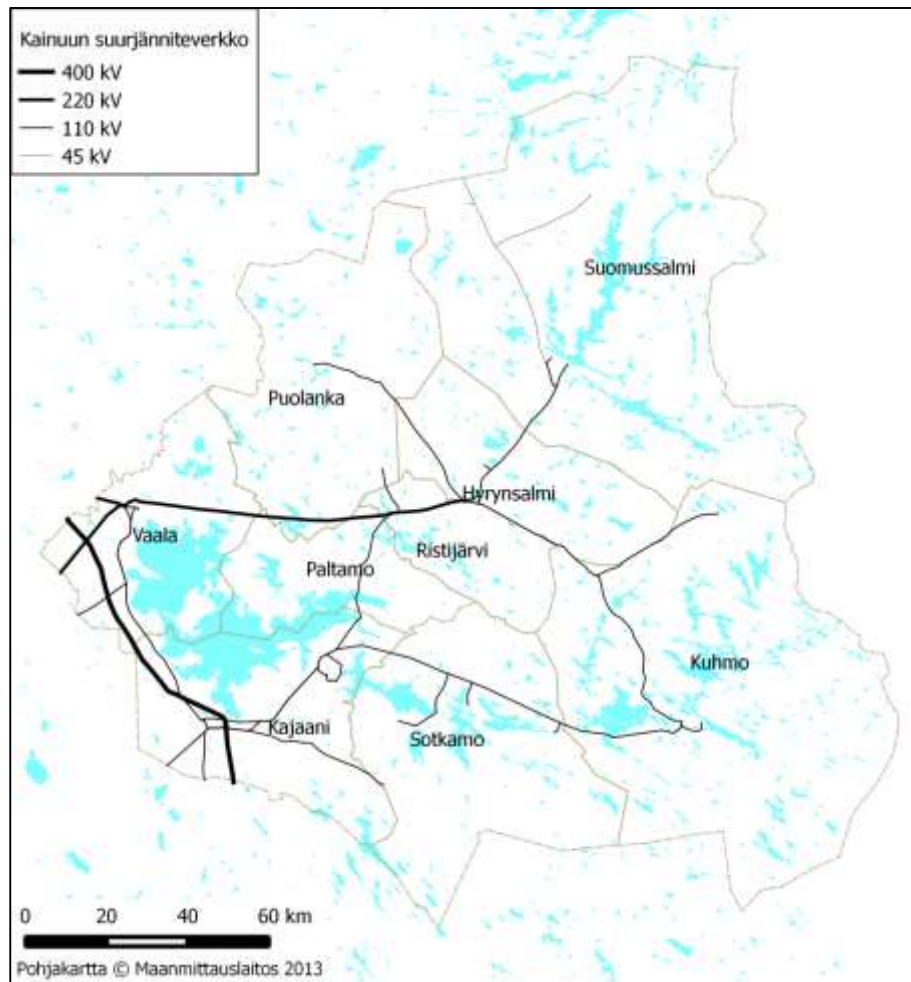 Kainuun suurjänniteverkko
400 kV
220 kV
110 kV
45 kV
Suomussalmi
Puolanka
Hyrynsalmi
Vaala
Ristijärvi
Paltamo
Kuhmo
Kajaani
Sotkamo
0 20 40 60 km
Pohjakartta © Maanmittauslaitos 2013